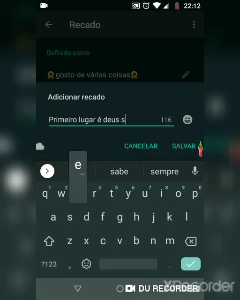 22:12
Recado
Definido como
gosto de várias coisas
Adicionar recado
Primeiro lugar é deus s 116
CANCELAR SALVAR
e
sabe sempre
q w e r t y u i o p
a s d f g h j k l
z x c v b n m
?123 , .
XRecorder
DU RECORDER